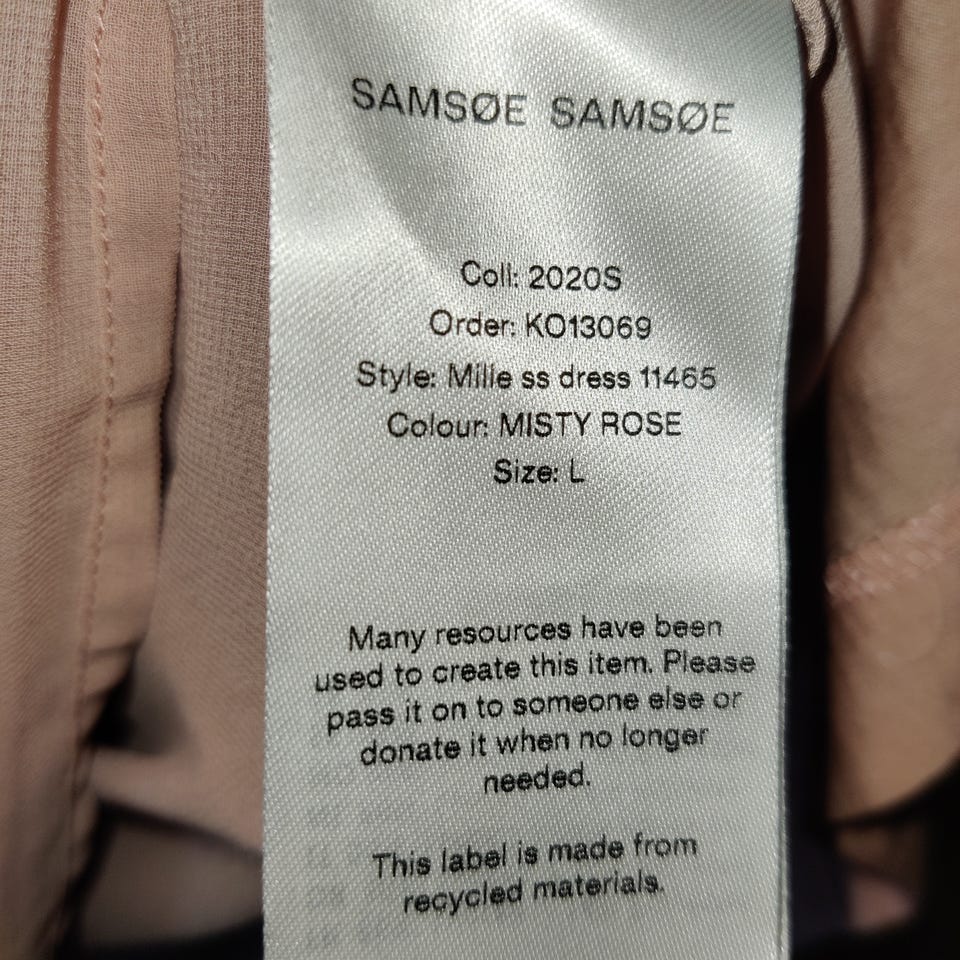 SAMSØE SAMSØE
Coll: 2020S
Order: KO13069
Style: Mille ss dress 11465
Colour: MISTY ROSE
Size: L
Many resources have been
used to create this item. Please
pass it on to someone else or
donate it when no longer
needed.
This label is made from
recycled materials.